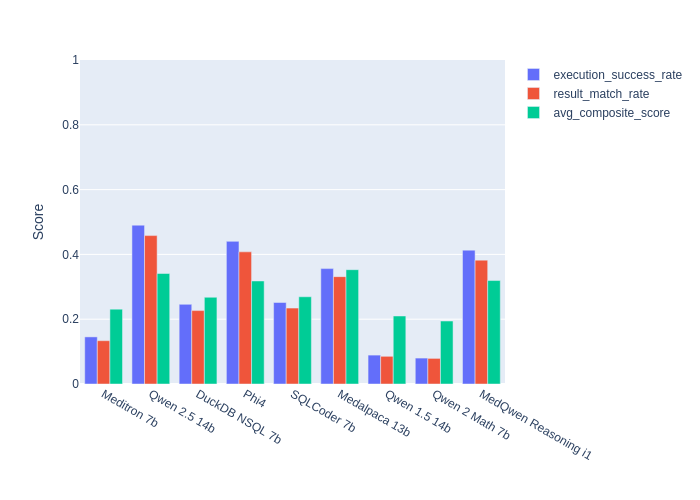 execution_success_rate
result_match_rate
avg_composite_score
Score
1
0.8
0.6
0.4
0.2
0
Meditron 7b
Qwen 2.5 14b
DuckDB NSQL 7b
Phi4
SQLCoder 7b
Medalpaca 13b
Qwen 1.5 14b
Qwen 2 Math 7b
MedQwen Reasoning i1